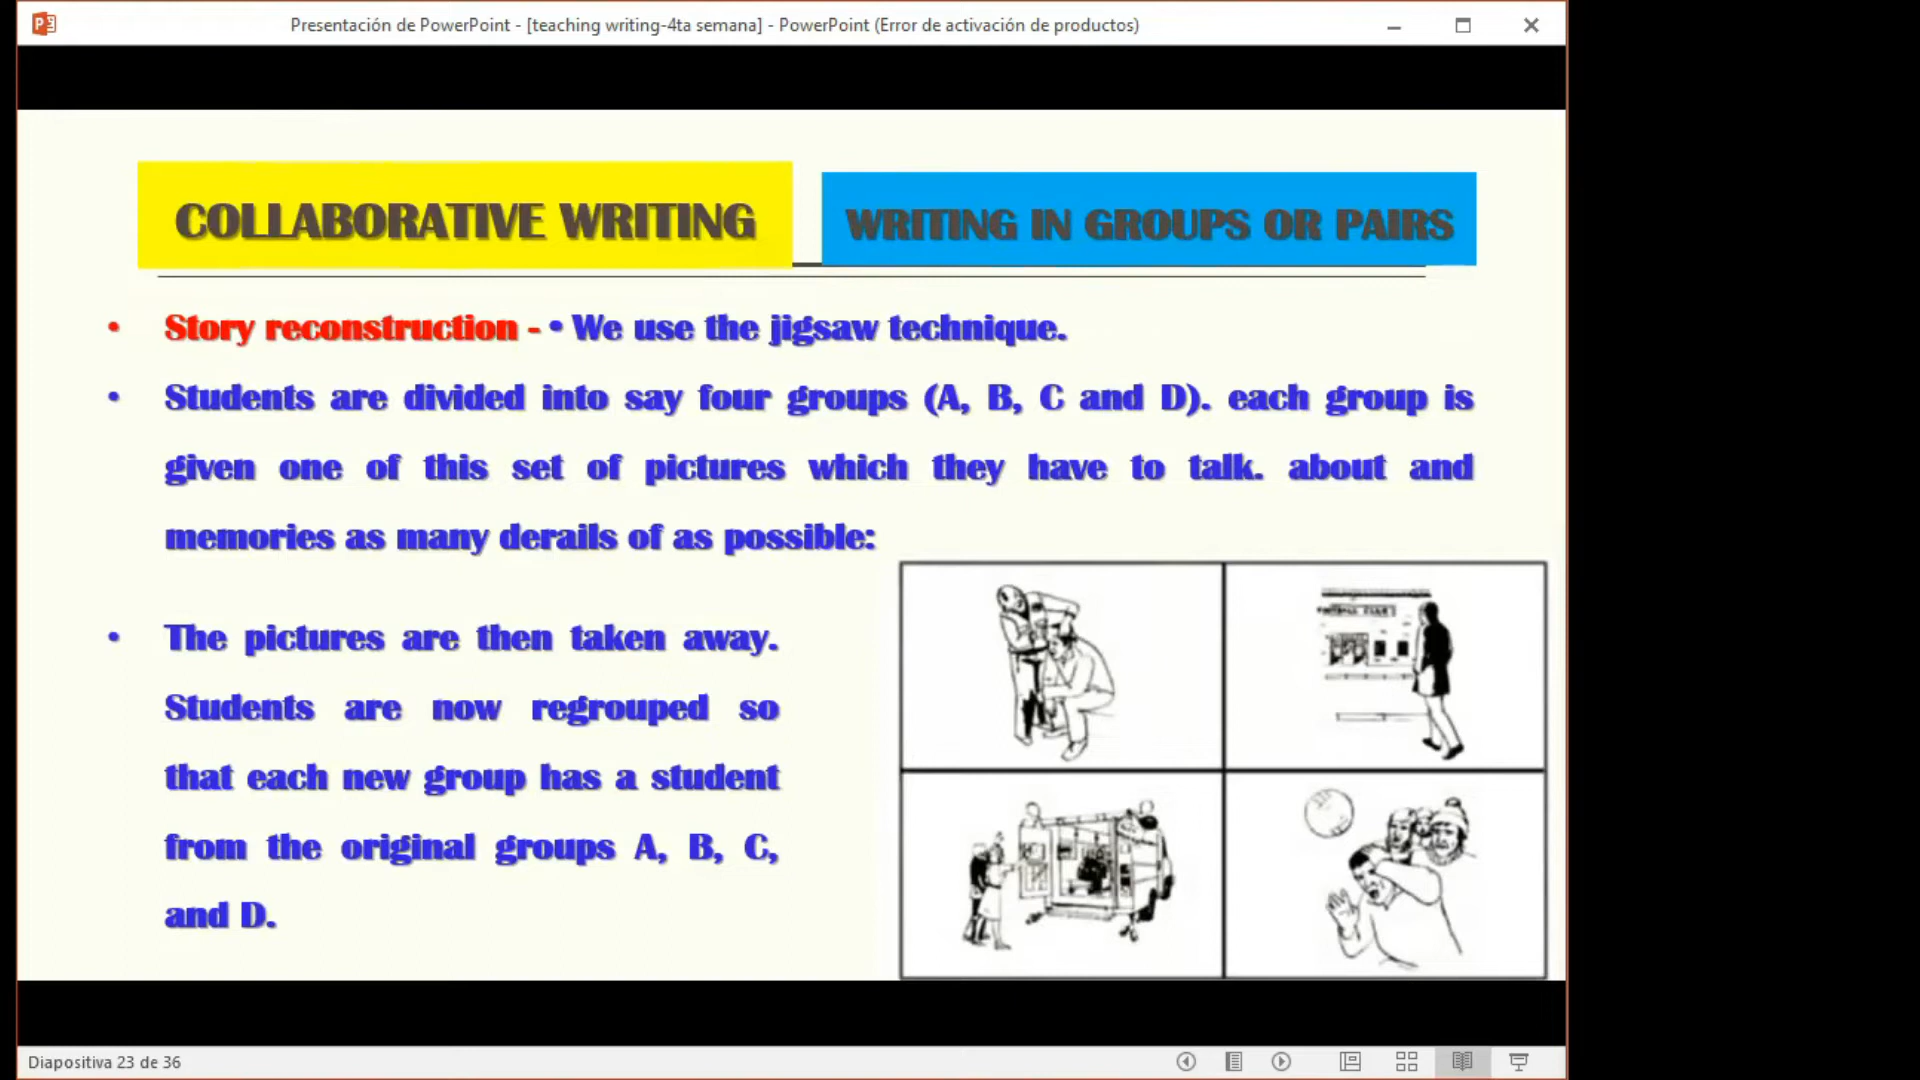 Presentación de PowerPoint - [teaching writing-4ta semana] - PowerPoint (Error de activación de productos)
COLLABORATIVE WRITING
WRITING IN GROUPS OR PAIRS
• Story reconstruction - • We use the jigsaw technique.
• Students are divided into say four groups (A, B, C and D). each group is
given one of this set of pictures which they have to talk. about and
memories as many derails of as possible:
• The pictures are then taken away.
Students are now regrouped so
that each new group has a student
from the original groups A, B, C,
and D.
Diapositiva 23 de 36